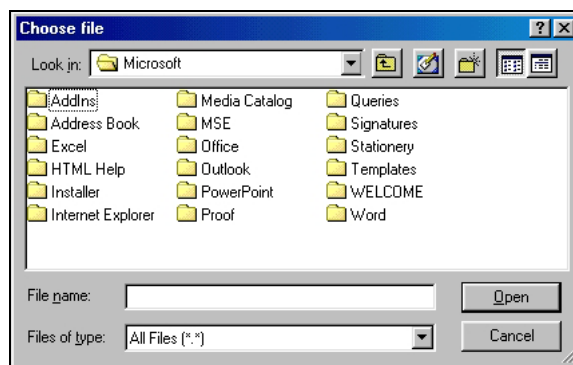 Choose file
Look in: Microsoft
AddIns Media Catalog Queries
Address Book MSE Signatures
Excel Office Stationery
HTML Help Outlook Templates
Installer PowerPoint WELCOME
Internet Explorer Proof Word
File name: Open
Files of type: All Files (*.*) Cancel